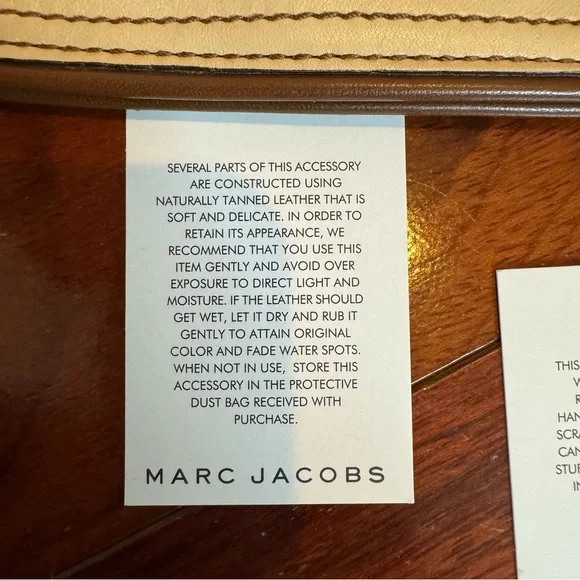 SEVERAL PARTS OF THIS ACCESSORY
ARE CONSTRUCTED USING
NATURALLY TANNED LEATHER THAT IS
SOFT AND DELICATE. IN ORDER TO
RETAIN ITS APPEARANCE, WE
RECOMMEND THAT YOU USE THIS
ITEM GENTLY AND AVOID OVER
EXPOSURE TO DIRECT LIGHT AND
MOISTURE. IF THE LEATHER SHOULD
GET WET, LET IT DRY AND RUB IT
GENTLY TO ATTAIN ORIGINAL
COLOR AND FADE WATER SPOTS.
WHEN NOT IN USE, STORE THIS
ACCESSORY IN THE PROTECTIVE
DUST BAG RECEIVED WITH
PURCHASE.
MARC JACOBS
THIS